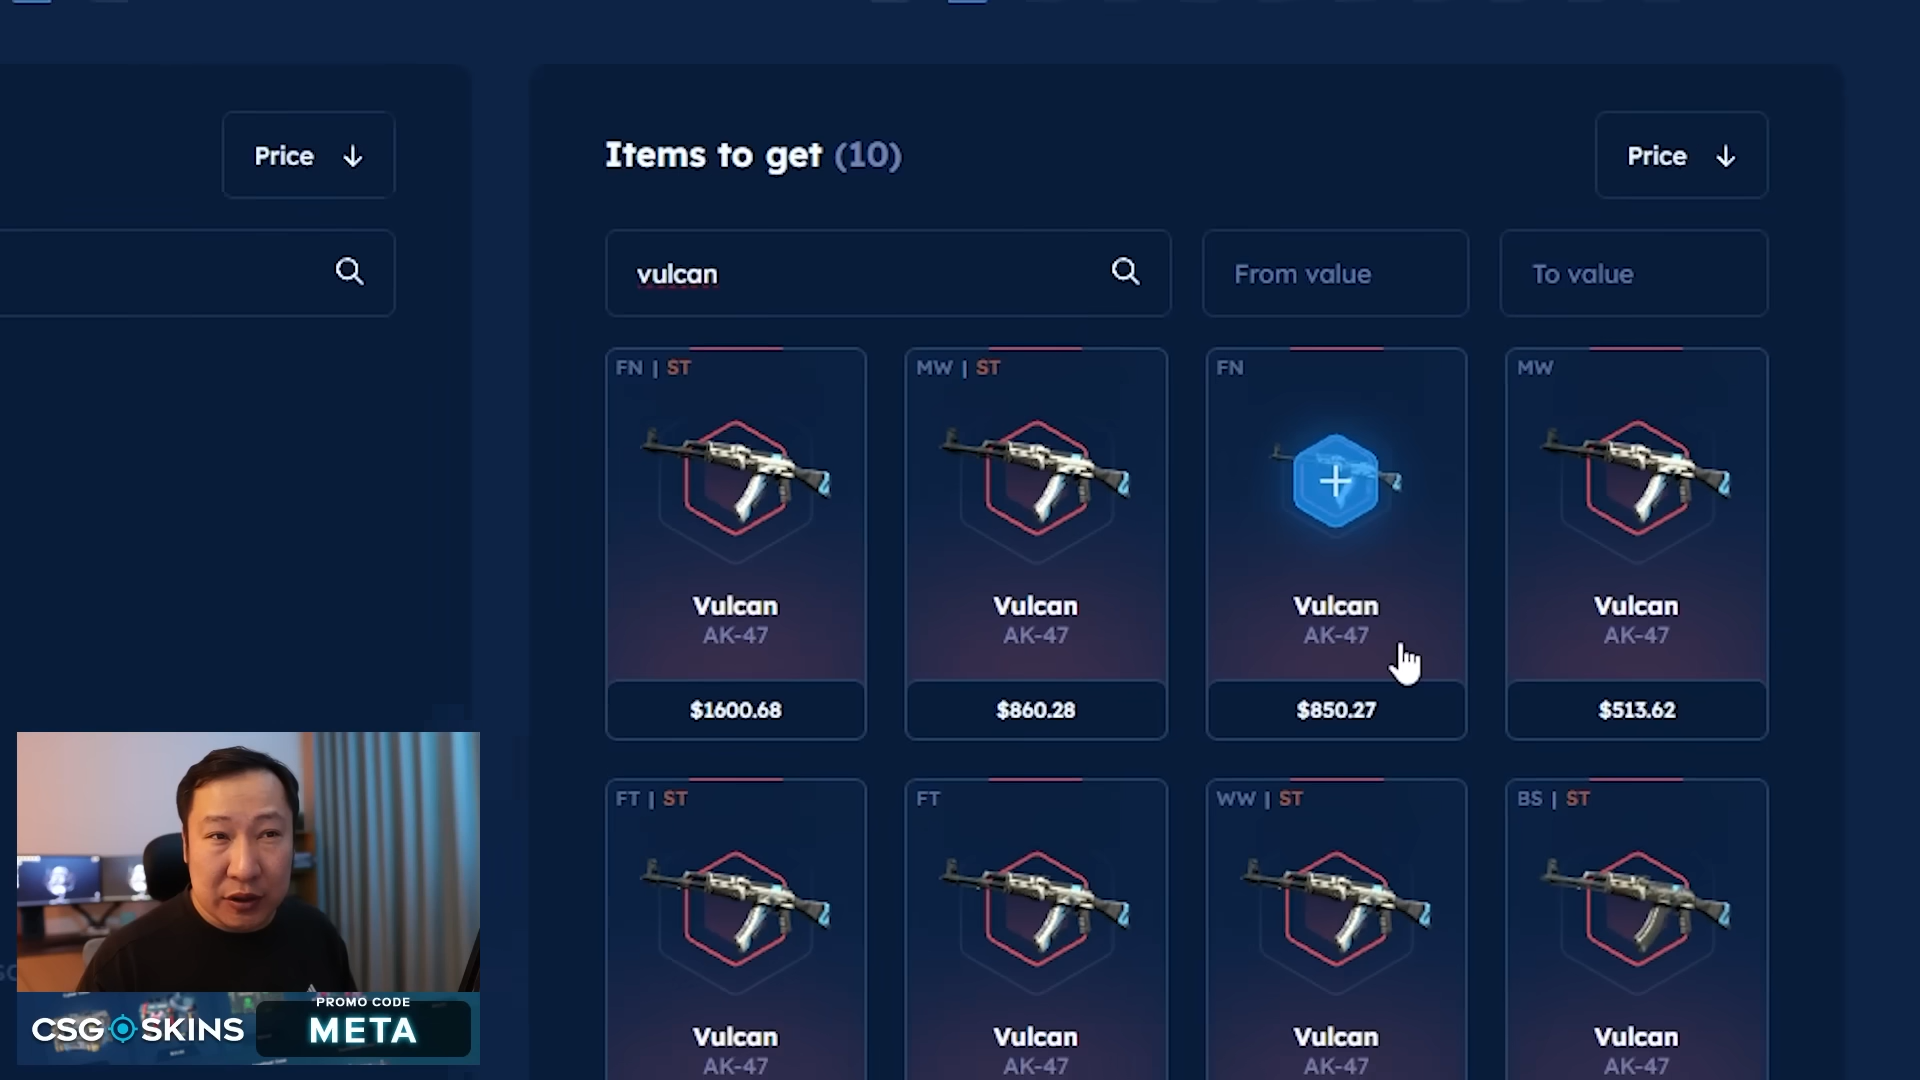 Price
Items to get (10)
Price
vulcan
From value
To value
FN | ST
MW | ST
FN
MW
Vulcan
AK-47
Vulcan
AK-47
Vulcan
AK-47
Vulcan
AK-47
$1600.68
$860.28
$850.27
$513.62
FT | ST
FT
WW | ST
BS | ST
Vulcan
AK-47
Vulcan
AK-47
Vulcan
AK-47
Vulcan
AK-47
PROMO CODE
CSG SKINS
META